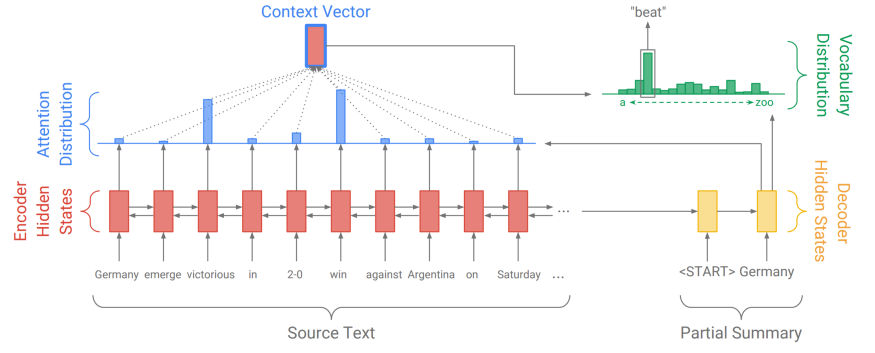 Context Vector
"beat"
Vocabulary
Distribution
a
zoo
Attention
Distribution
Encoder
Hidden
States
...
Decoder
Hidden States
Germany emerge victorious in 2-0 win against Argentina on Saturday ...
<START> Germany
Source Text
Partial Summary